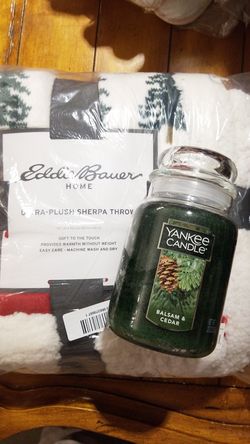 Eddie Bauer
HOME
ULTRA-PLUSH SHERPA THROW
SOFT TO THE TOUCH
PROVIDES WARMTH WITHOUT WEIGHT
EASY CARE - MACHINE WASH AND DRY
YANKEE
CANDLE®
BALSAM &
CEDAR